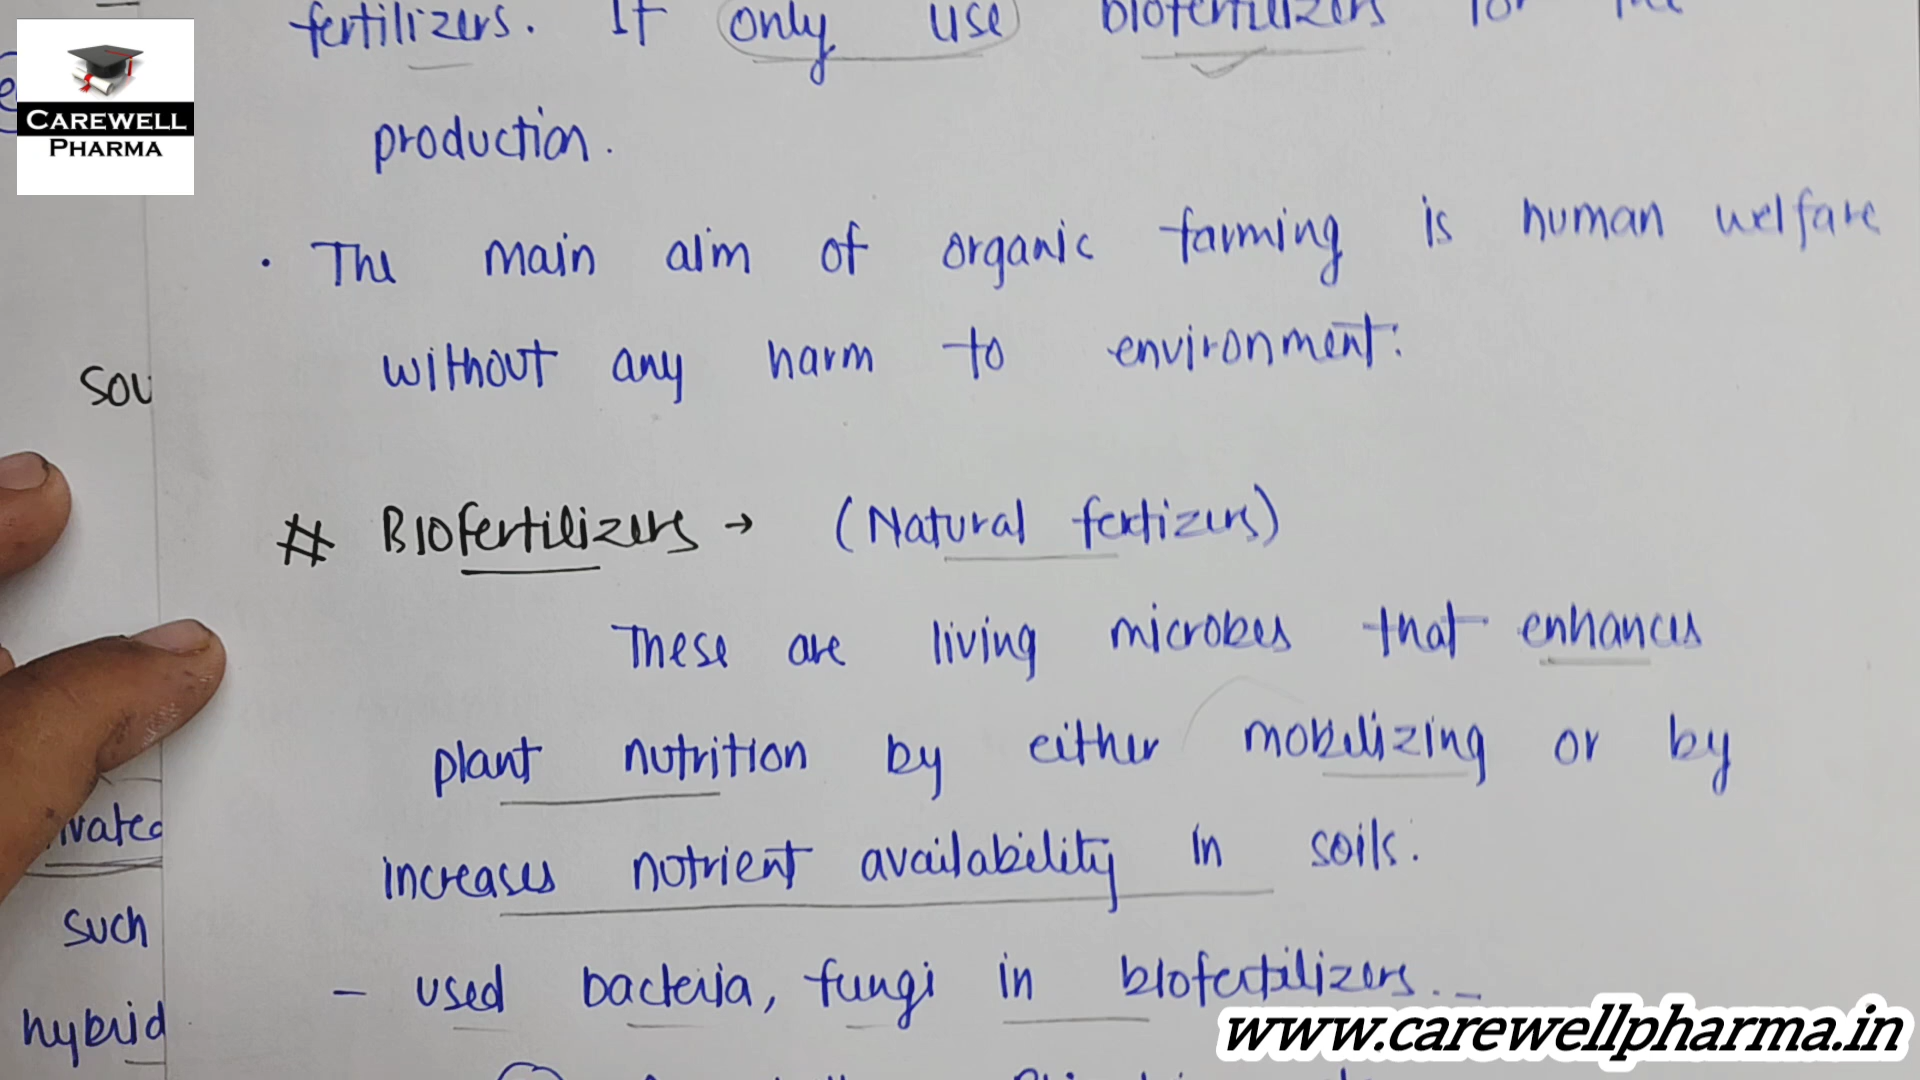 fertilizers. It only use biofertilizers for the
CAREWELL
PHARMA
production.
• The main aim of organic farming is human welfare
without any harm to environment.
sou
# Biofertilizers → (Natural fertizers)
These are living microbes that enhances
plant nutrition by either mobilizing or by
vated
increases nutrient availability in soils.
such
- used bacteria, fungi in biofertilizers. -
hybrid
www.carewellpharma.in